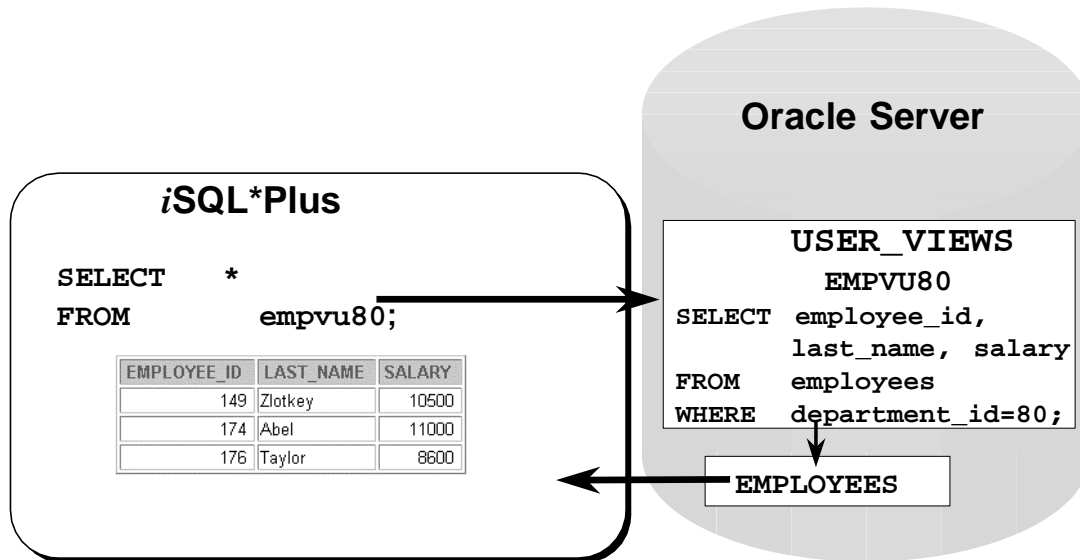 Oracle Server
iSQL*Plus
SELECT *
FROM empvu80;
EMPLOYEE_ID LAST_NAME SALARY
149 Zlotkey 10500
174 Abel 11000
176 Taylor 8600
USER_VIEWS
EMPVU80
SELECT employee_id,
last_name, salary
FROM employees
WHERE department_id=80;
EMPLOYEES